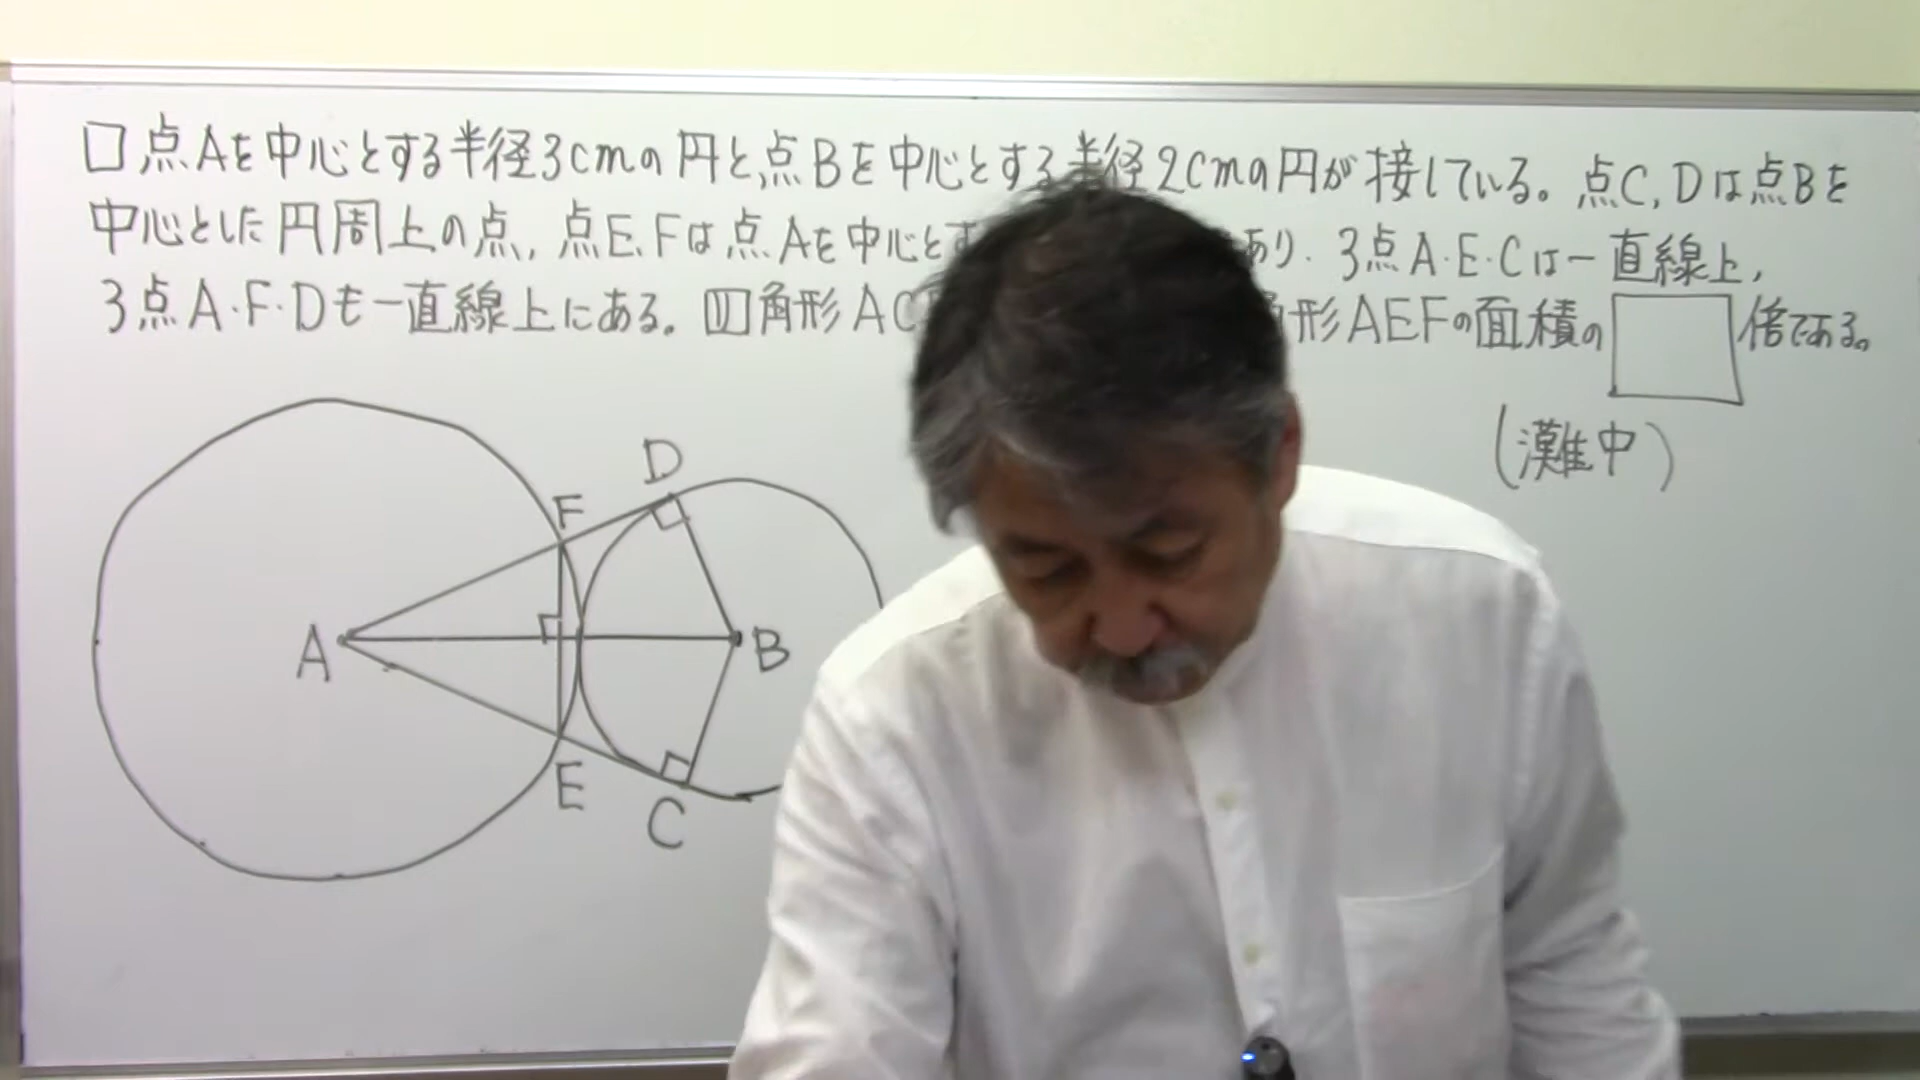 □ 点Aを中心とする半径3cmの円と,点Bを中心とする半径2cmの円が接している。点C,Dは点Bを
中心とした円周上の点,点E,Fは点Aを中心とす あり,3点A・E・Cは一直線上,
3点A・F・Dも一直線上にある。四角形AC 形AEFの面積の□倍である。
(灘中)
D
F
A
B
E
C